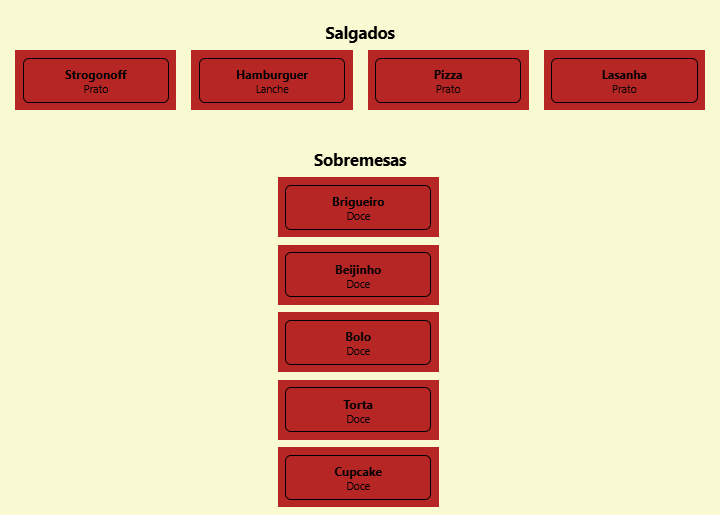 Salgados
Strogonoff
Prato
Hamburguer
Lanche
Pizza
Prato
Lasanha
Prato
Sobremesas
Brigueiro
Doce
Beijinho
Doce
Bolo
Doce
Torta
Doce
Cupcake
Doce